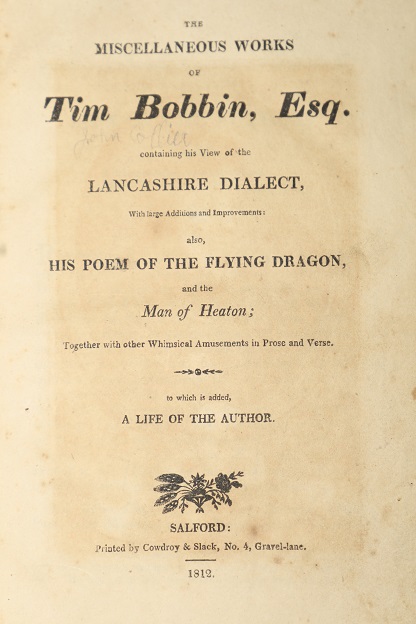 THE
MISCELLANEOUS WORKS
OF
Tim Bobbin, Esq.
containing his View of the
LANCASHIRE DIALECT,
With large Additions and Improvements:
also,
HIS POEM OF THE FLYING DRAGON,
and the
Man of Heaton;
Together with other Whimsical Amusements in Prose and Verse.
to which is added,
A LIFE OF THE AUTHOR.
SALFORD:
Printed by Cowdroy & Slack, No. 4, Gravel-lane.
1812.